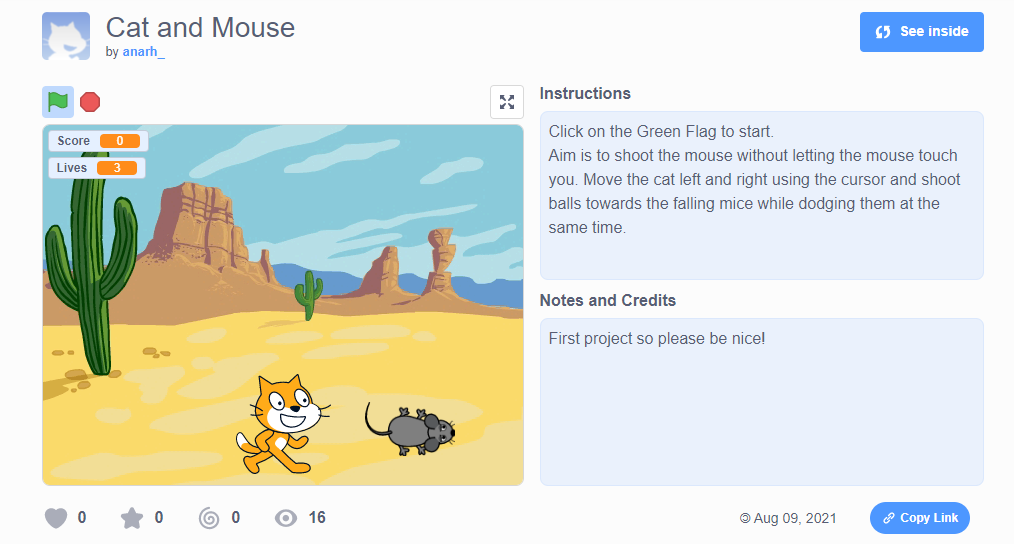 Cat and Mouse
by anarh_
See inside
Score 0
Lives 3
Instructions
Click on the Green Flag to start.
Aim is to shoot the mouse without letting the mouse touch
you. Move the cat left and right using the cursor and shoot
balls towards the falling mice while dodging them at the
same time.
Notes and Credits
First project so please be nice!
0 0 0 16
© Aug 09, 2021
Copy Link